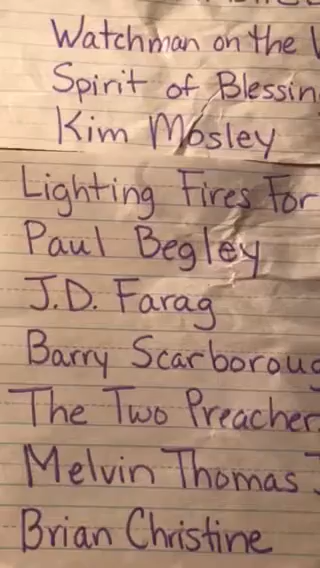 Watchman on the
Spirit of Blessin
Kim Mosley
Lighting Fires For
Paul Begley
J.D. Farag
Barry Scarboroug
The Two Preacher
Melvin Thomas
Brian Christine